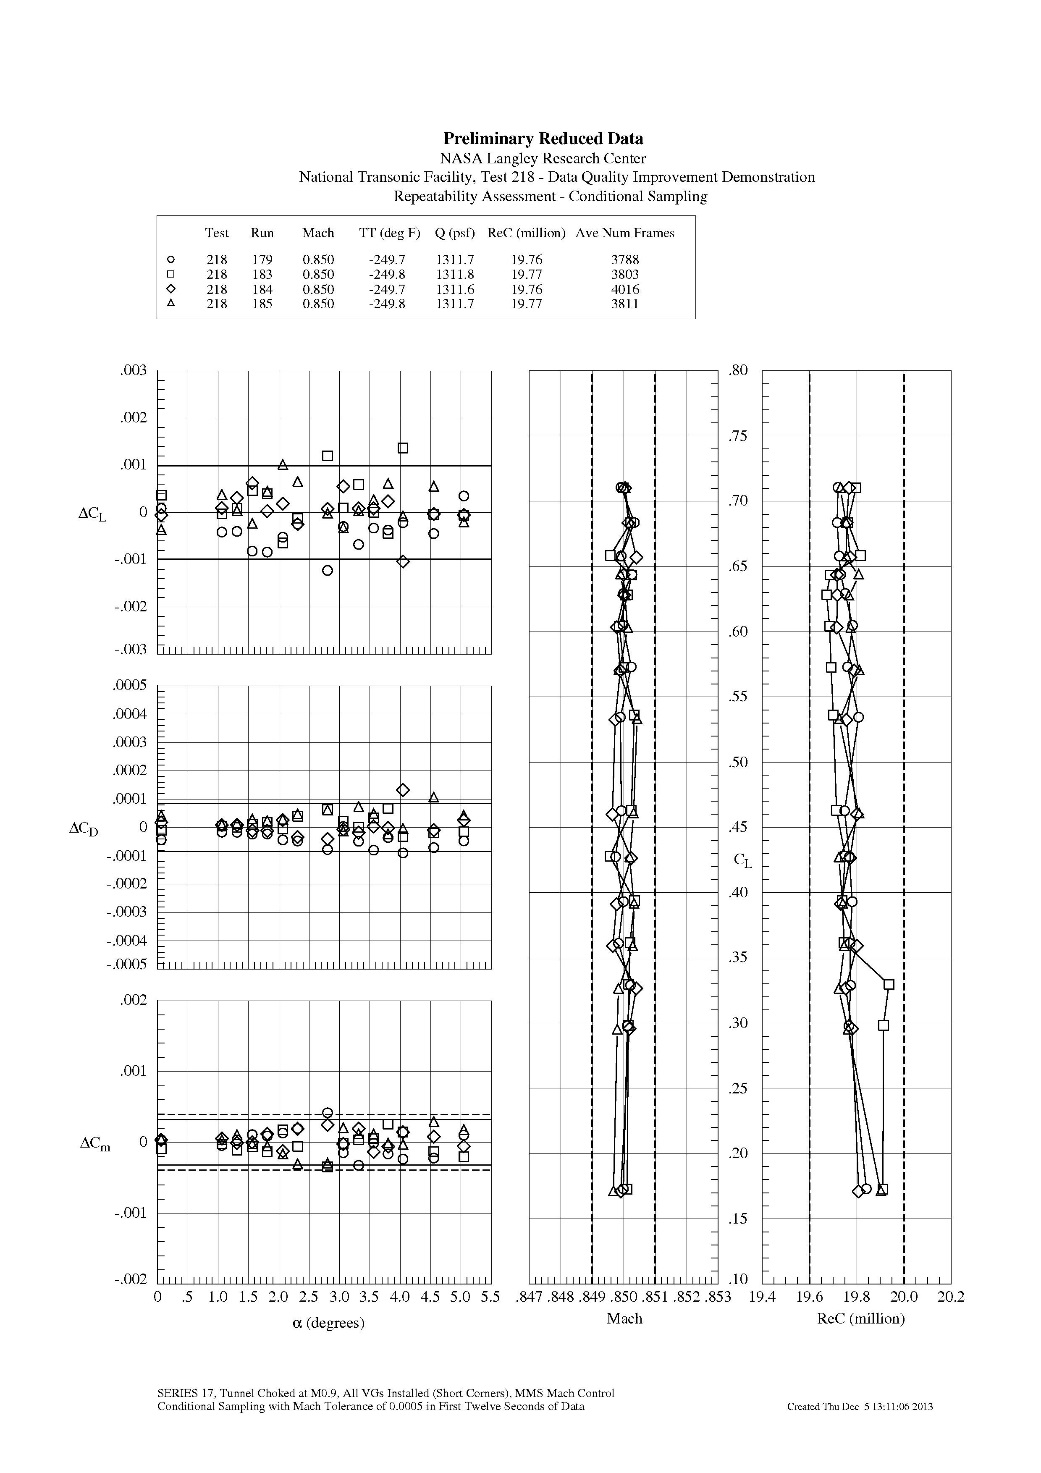 Preliminary Reduced Data
NASA Langley Research Center
National Transonic Facility, Test 218 - Data Quality Improvement Demonstration
Repeatability Assessment - Conditional Sampling
Test Run Mach TT (deg F) Q (psf) ReC (million) Ave Num Frames
218 179 0.850 -249.7 1311.7 19.76 3788
218 183 0.850 -249.8 1311.8 19.77 3803
218 184 0.850 -249.7 1311.6 19.76 4016
218 185 0.850 -249.8 1311.7 19.77 3811
.003
.002
.001
ΔCL 0
-.001
-.002
-.003
.0005
.0004
.0003
.0002
.0001
ΔCD 0
-.0001
-.0002
-.0003
-.0004
-.0005
.002
.001
ΔCm 0
-.001
-.002
0 .5 1.0 1.5 2.0 2.5 3.0 3.5 4.0 4.5 5.0 5.5
α (degrees)
.847 .848 .849 .850 .851 .852 .853
Mach
.80
.75
.70
.65
.60
.55
.50
.45
CL
.40
.35
.30
.25
.20
.15
.10
19.4 19.6 19.8 20.0 20.2
ReC (million)
SERIES 17, Tunnel Choked at M0.9, All VGs Installed (Short Corners), MMS Mach Control
Conditional Sampling with Mach Tolerance of 0.0005 in First Twelve Seconds of Data
Created Thu Dec 5 13:11:06 2013